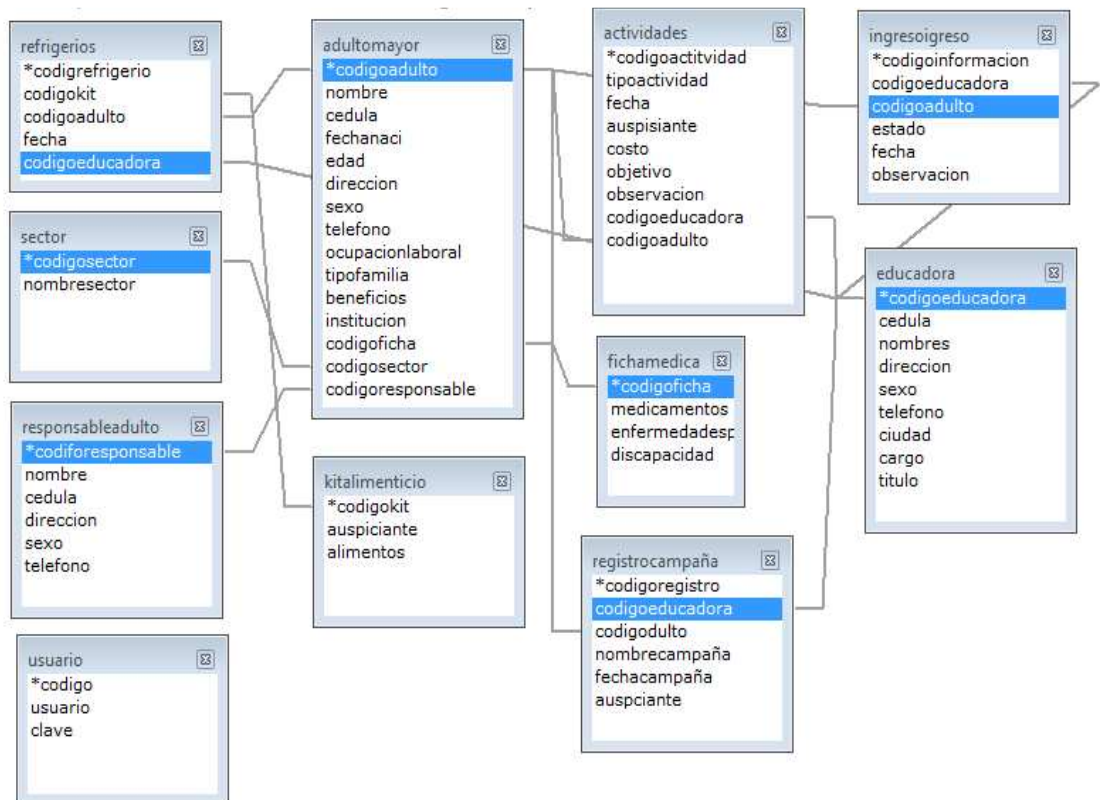 refrigerios
*codigrefrigerio
codigokit
codigoadulto
fecha
codigoeducadora
adultomayor
*codigoadulto
nombre
cedula
fechanaci
edad
direccion
sexo
telefono
ocupacionlaboral
tipofamilia
beneficios
institucion
codigoficha
codigosector
codigoresponsable
actividades
*codigoactitvidad
tipoactividad
fecha
auspisiante
costo
objetivo
observacion
codigoeducadora
codigoadulto
ingresoigreso
*codigoinformacion
codigoeducadora
codigoadulto
estado
fecha
observacion
sector
*codigosector
nombresector
educadora
*codigoeducadora
cedula
nombres
direccion
sexo
telefono
ciudad
cargo
titulo
fichamedica
*codigoficha
medicamentos
enfermedadesp
discapacidad
responsableadulto
*codiforesponsable
nombre
cedula
direccion
sexo
telefono
kitalimenticio
*codigokit
auspiciante
alimentos
registrocampaña
*codigoregistro
codigoeducadora
codigodulto
nombrecampaña
fechacampaña
auspciante
usuario
*codigo
usuario
clave